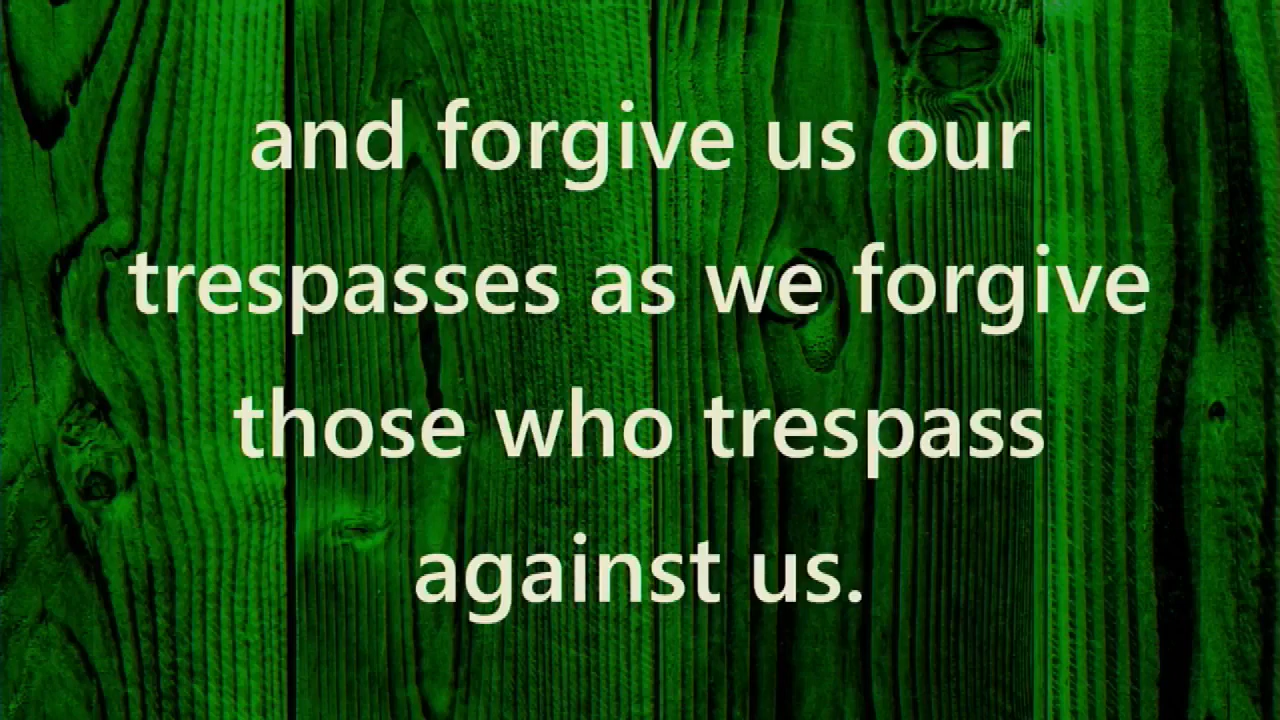 and forgive us our
trespasses as we forgive
those who trespass
against us.